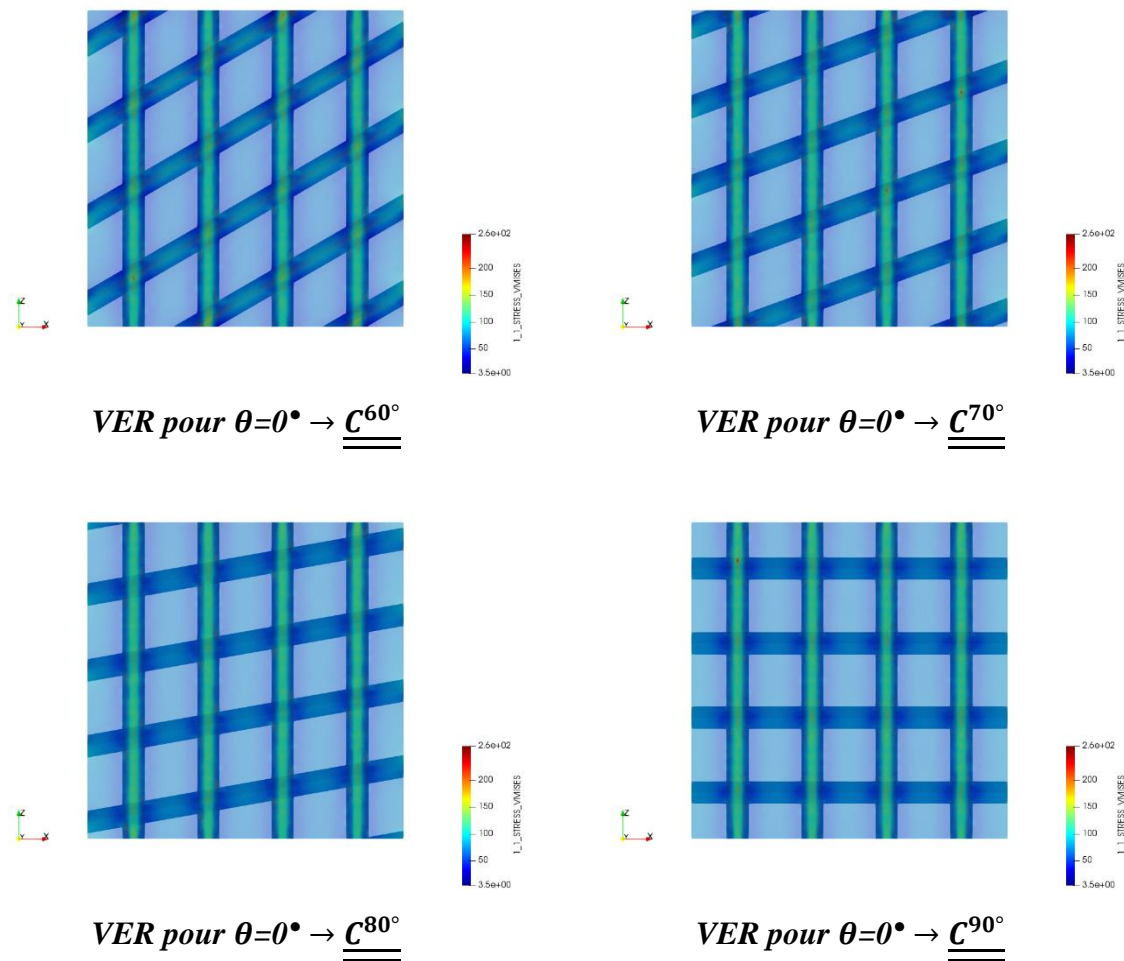 2.6e+02
200
150
100
50
3.5e+00
1_1_STRESS_VMISES
Z
Y X
VER pour θ=0• → C^60°
2.6e+02
200
150
100
50
3.5e+00
1_1_STRESS_VMISES
Z
Y X
VER pour θ=0• → C^70°
2.6e+02
200
150
100
50
3.5e+00
1_1_STRESS_VMISES
Z
Y X
VER pour θ=0• → C^80°
2.6e+02
200
150
100
50
3.5e+00
1_1_STRESS_VMISES
Z
Y X
VER pour θ=0• → C^90°